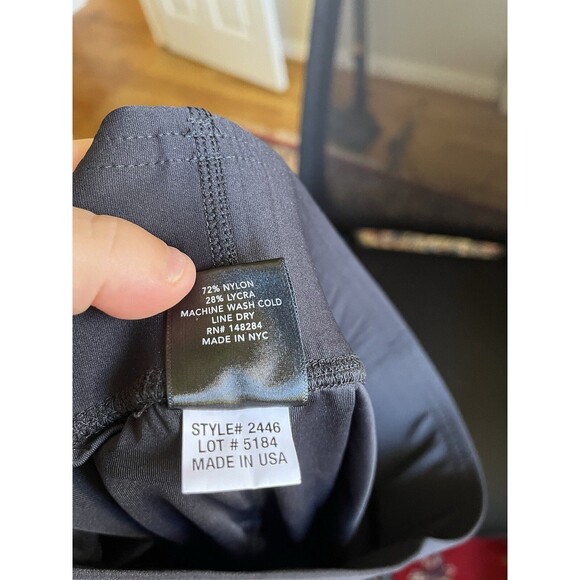 72% NYLON
28% LYCRA
MACHINE WASH COLD
LINE DRY
RN# 148284
MADE IN NYC
STYLE# 2446
LOT # 5184
MADE IN USA